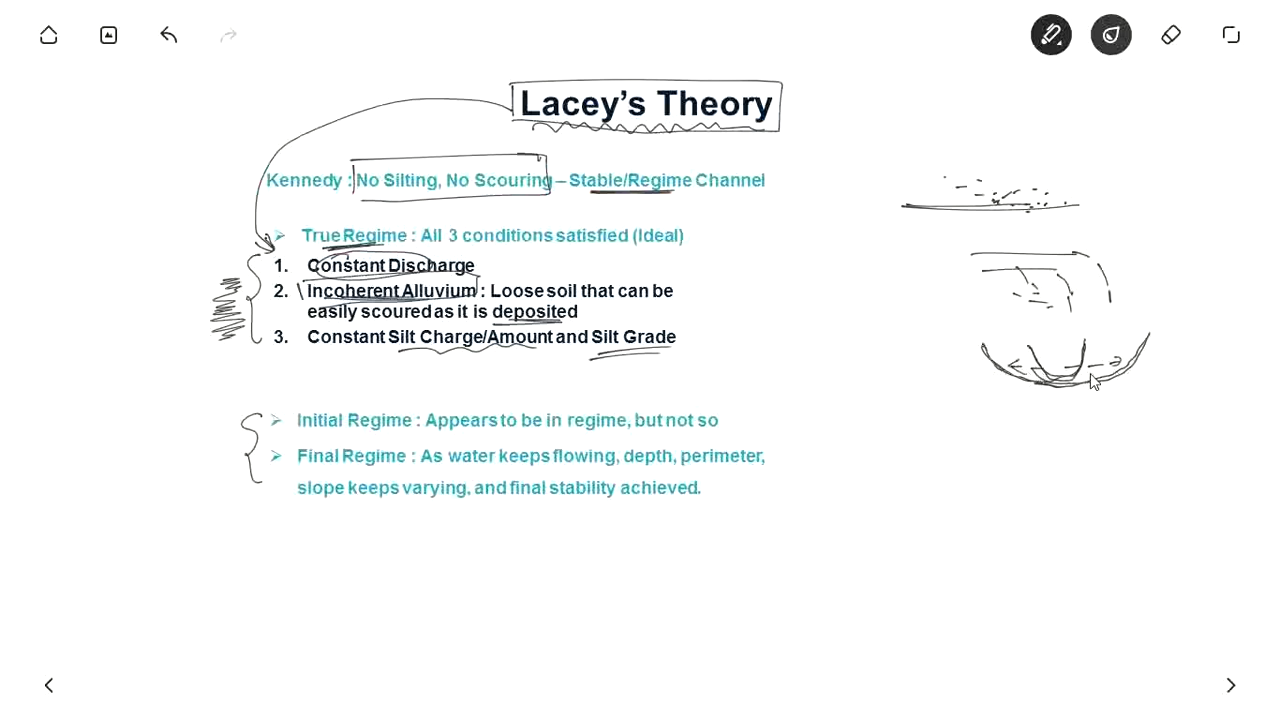 Lacey's Theory
Kennedy : No Silting, No Scouring – Stable/Regime Channel
True Regime : All 3 conditions satisfied (Ideal)
1. Constant Discharge
2. Incoherent Alluvium : Loose soil that can be
easily scoured as it is deposited
3. Constant Silt Charge/Amount and Silt Grade
Initial Regime : Appears to be in regime, but not so
Final Regime : As water keeps flowing, depth, perimeter,
slope keeps varying, and final stability achieved.